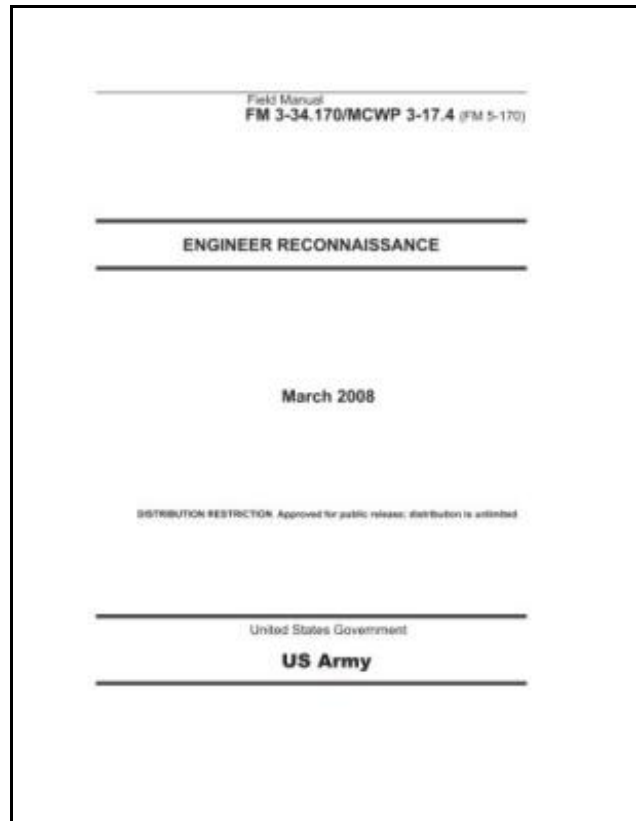 Field Manual
FM 3-34.170/MCWP 3-17.4 (FM 5-170)
ENGINEER RECONNAISSANCE
March 2008
DISTRIBUTION RESTRICTION Approved for public release; distribution is unlimited
United States Government
US Army